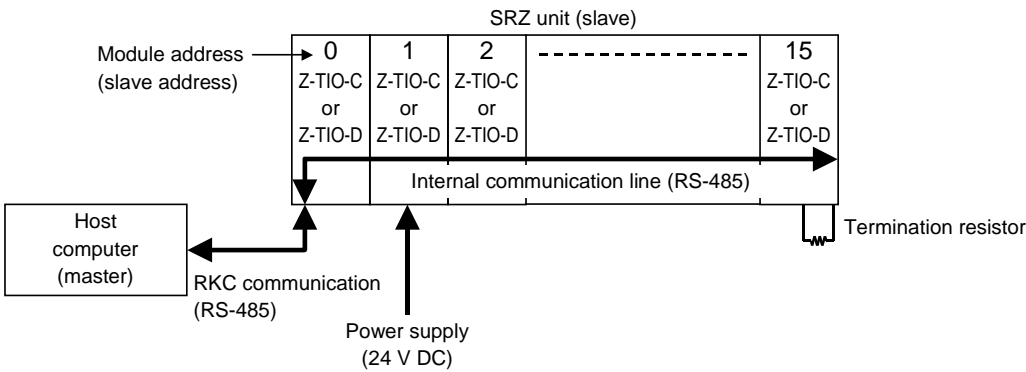 SRZ unit (slave)
Module address
(slave address)
0
Z-TIO-C
or
Z-TIO-D
1
Z-TIO-C
or
Z-TIO-D
2
Z-TIO-C
or
Z-TIO-D
15
Z-TIO-C
or
Z-TIO-D
Internal communication line (RS-485)
Host
computer
(master)
RKC communication
(RS-485)
Power supply
(24 V DC)
Termination resistor